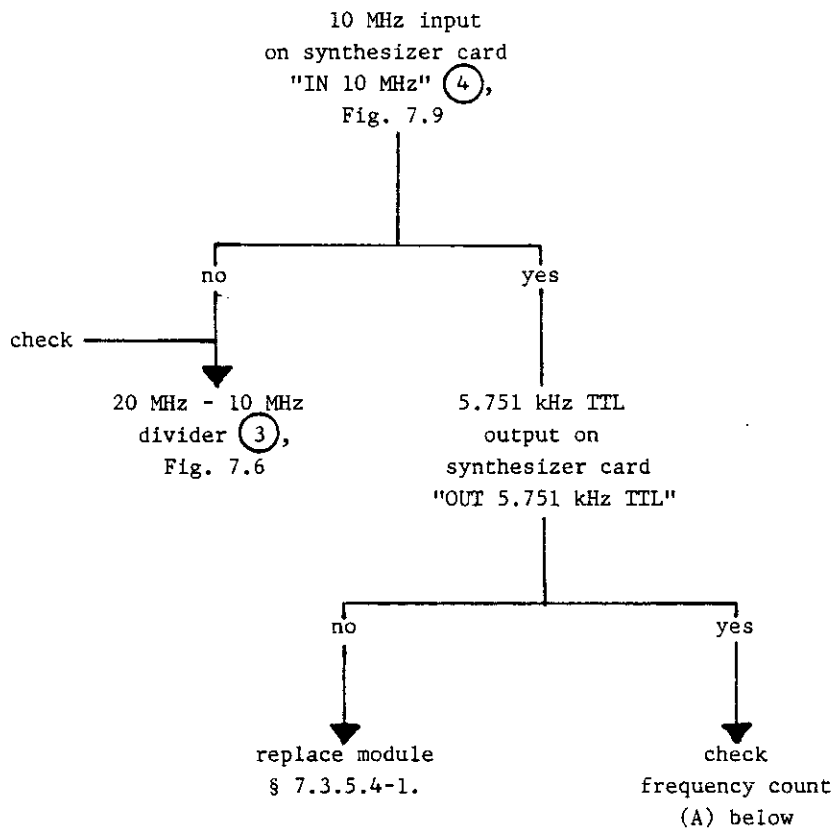 10 MHz input
on synthesizer card
"IN 10 MHz" 4,
Fig. 7.9
no
yes
check
20 MHz - 10 MHz
divider 3,
Fig. 7.6
5.751 kHz TTL
output on
synthesizer card
"OUT 5.751 kHz TTL"
no
yes
replace module
§ 7.3.5.4-1.
check
frequency count
(A) below